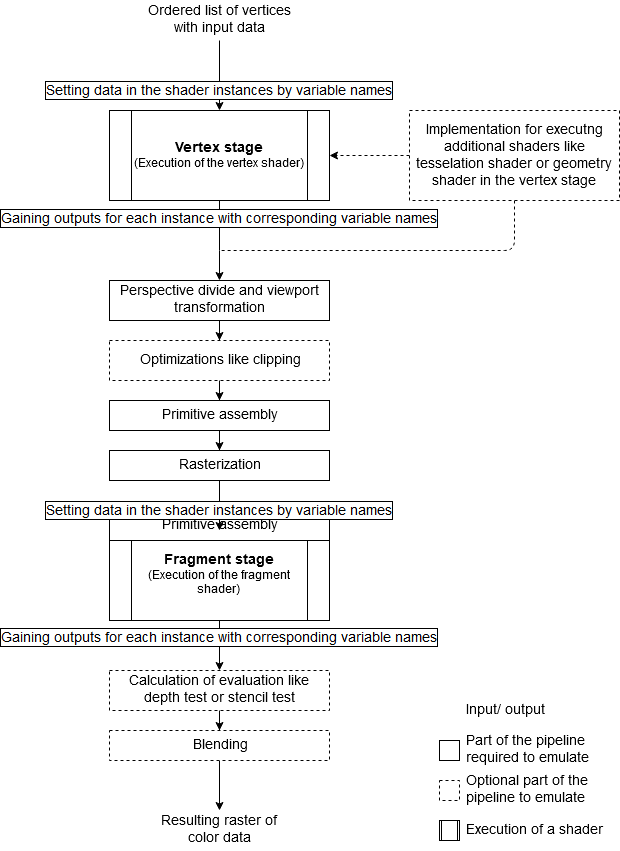 Ordered list of vertices
with input data
Setting data in the shader instances by variable names
Vertex stage
(Execution of the vertex shader)
Implementation for executng
additional shaders like
tesselation shader or geometry
shader in the vertex stage
Gaining outputs for each instance with corresponding variable names
Perspective divide and viewport
transformation
Optimizations like clipping
Primitive assembly
Rasterization
Setting data in the shader instances by variable names
Primitive assembly
Fragment stage
(Execution of the fragment
shader)
Gaining outputs for each instance with corresponding variable names
Calculation of evaluation like
depth test or stencil test
Blending
Resulting raster of
color data
Input/ output
Part of the pipeline
required to emulate
Optional part of the
pipeline to emulate
Execution of a shader